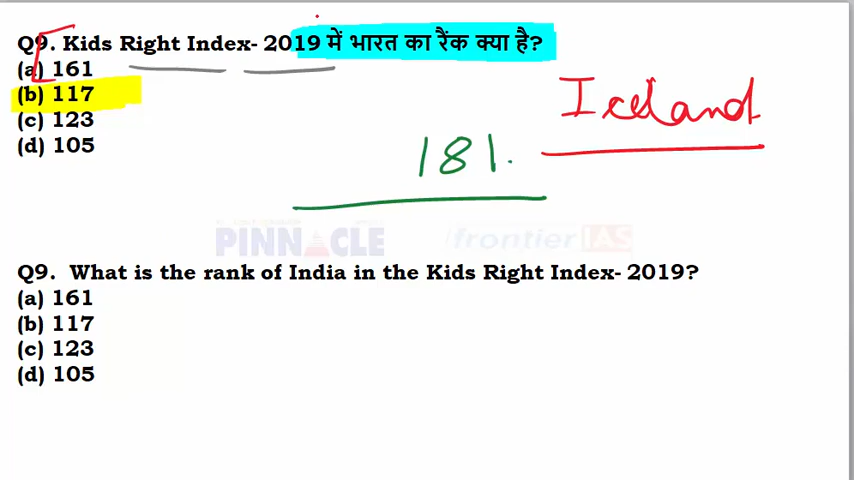 Q9. Kids Right Index- 2019 में भारत का रैंक क्या है?
(a) 161
(b) 117
(c) 123
(d) 105
Iceland
181.
PINNACLE frontier IAS
Q9. What is the rank of India in the Kids Right Index- 2019?
(a) 161
(b) 117
(c) 123
(d) 105